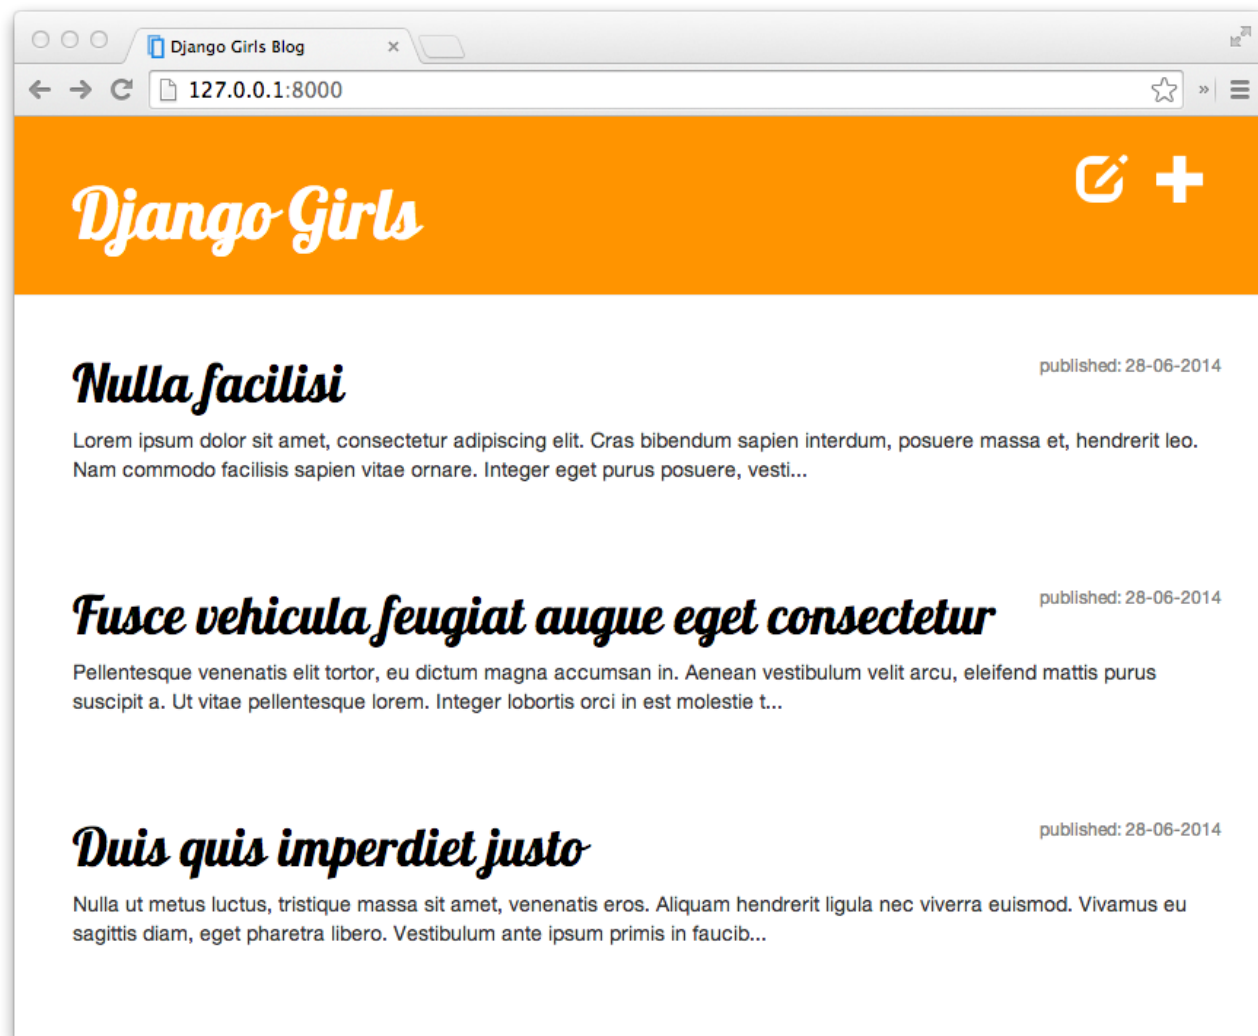 Django Girls Blog
127.0.0.1:8000
Django Girls
Nulla facilisi
published: 28-06-2014
Lorem ipsum dolor sit amet, consectetur adipiscing elit. Cras bibendum sapien interdum, posuere massa et, hendrerit leo.
Nam commodo facilisis sapien vitae ornare. Integer eget purus posuere, vesti...
Fusce vehicula feugiat augue eget consectetur
published: 28-06-2014
Pellentesque venenatis elit tortor, eu dictum magna accumsan in. Aenean vestibulum velit arcu, eleifend mattis purus
suscipit a. Ut vitae pellentesque lorem. Integer lobortis orci in est molestie t...
Duis quis imperdiet justo
published: 28-06-2014
Nulla ut metus luctus, tristique massa sit amet, venenatis eros. Aliquam hendrerit ligula nec viverra euismod. Vivamus eu
sagittis diam, eget pharetra libero. Vestibulum ante ipsum primis in faucib...